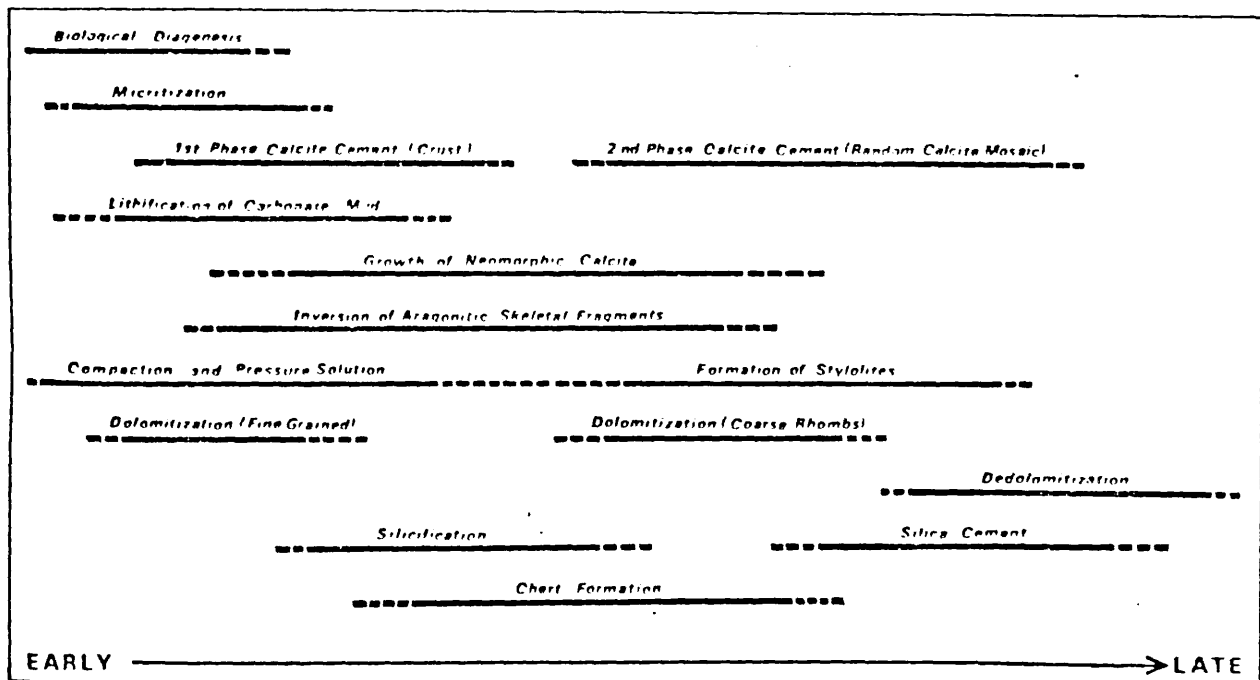 Biological Diagenesis
Micritization
1st Phase Calcite Cement (Crust)
2nd Phase Calcite Cement (Random Calcite Mosaic)
Lithification of Carbonate Mud
Growth of Neomorphic Calcite
Inversion of Aragonitic Skeletal Fragments
Compaction and Pressure Solution
Formation of Stylolites
Dolomitization (Fine Grained)
Dolomitization (Coarse Rhombs)
Dedolomitization
Silicification
Silica Cement
Chert Formation
EARLY
LATE